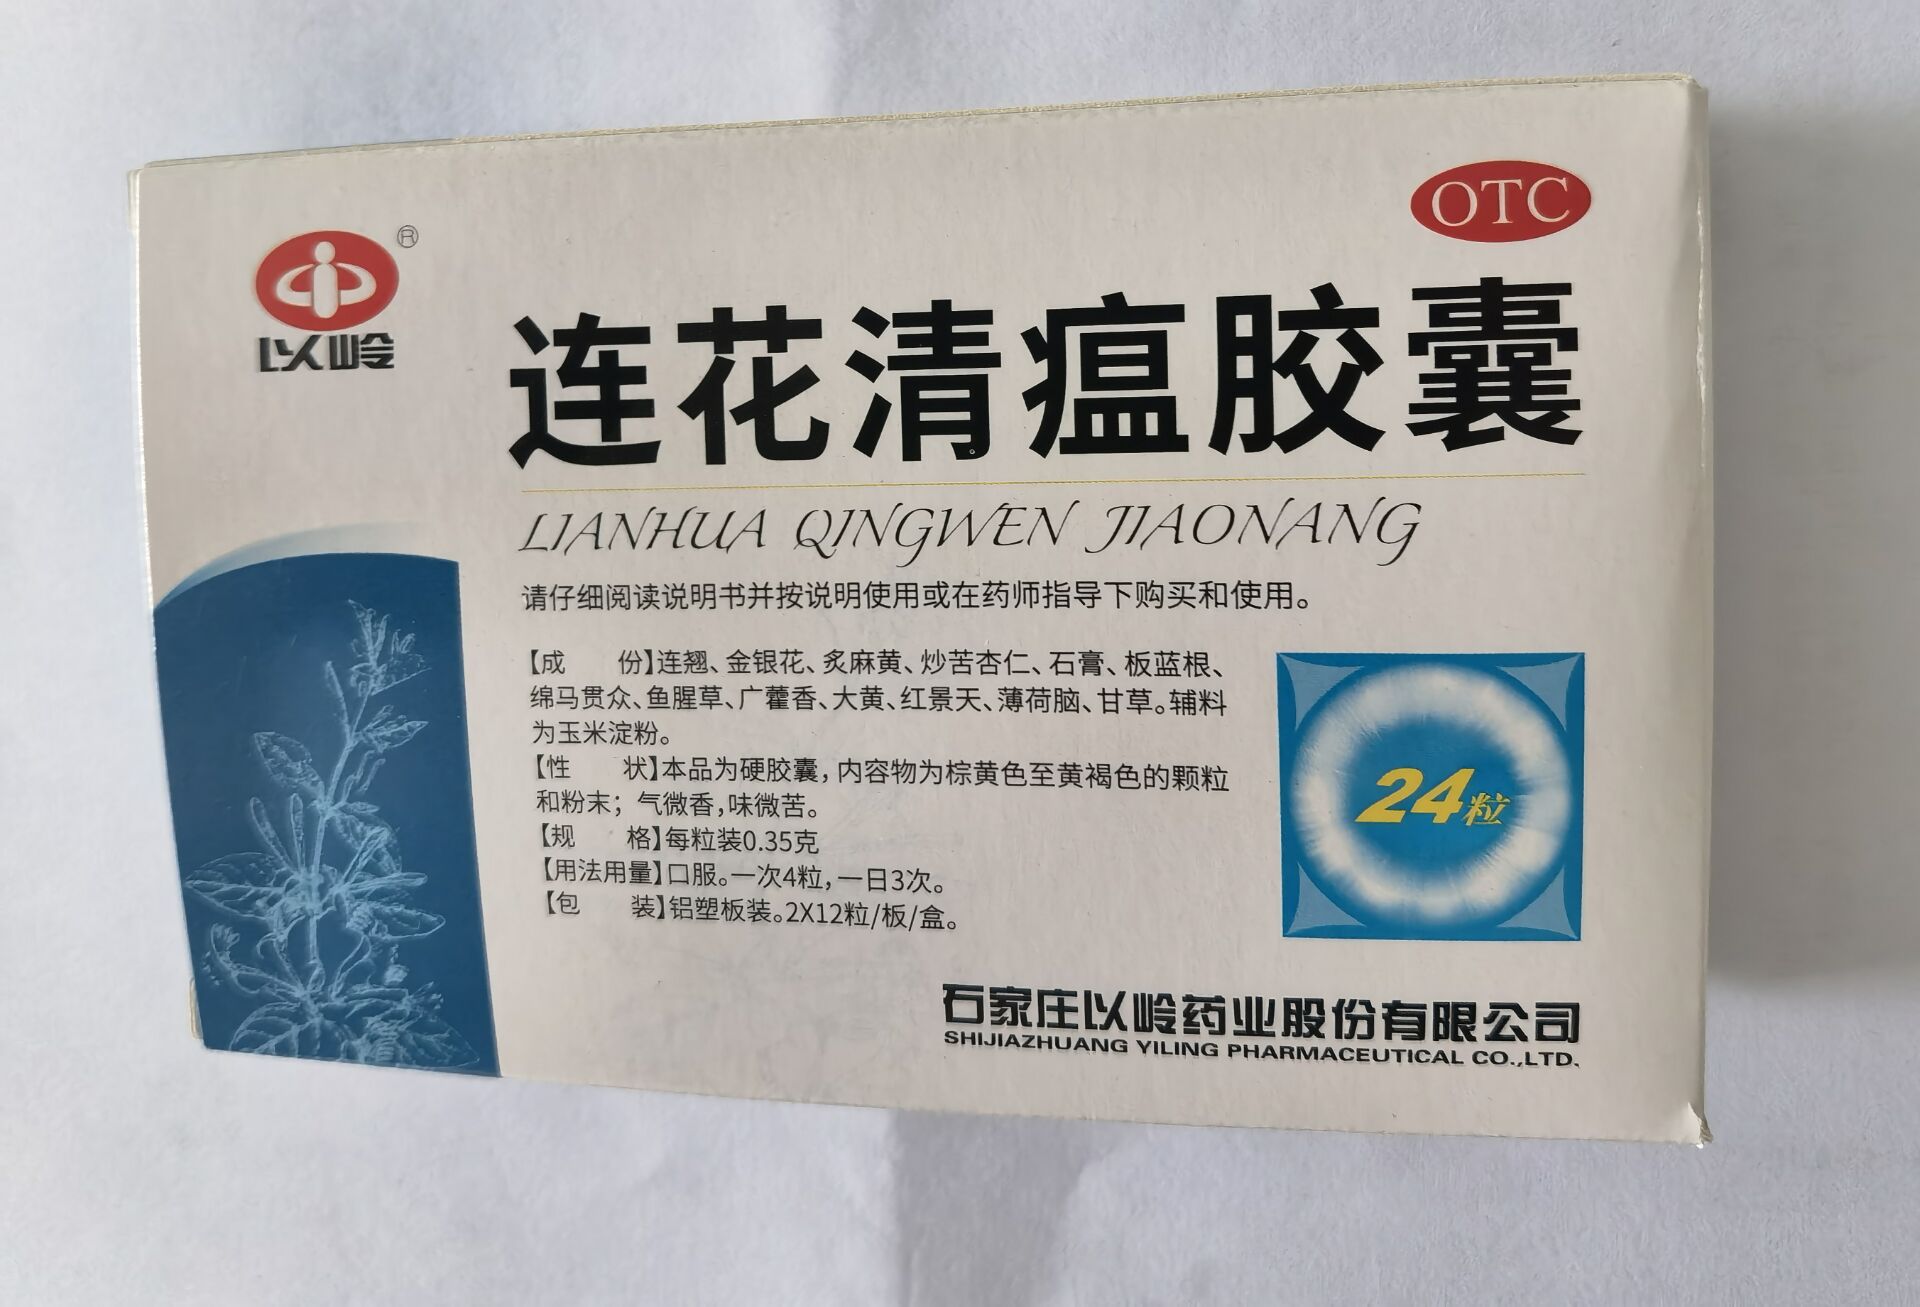 OTC
®
以岭
连花清瘟胶囊
LIANHUA QINGWEN JIAONANG
请仔细阅读说明书并按说明使用或在药师指导下购买和使用。
【成 份】连翘、金银花、炙麻黄、炒苦杏仁、石膏、板蓝根、
绵马贯众、鱼腥草、广藿香、大黄、红景天、薄荷脑、甘草。辅料
为玉米淀粉。
【性 状】本品为硬胶囊，内容物为棕黄色至黄褐色的颗粒
和粉末；气微香，味微苦。
【规 格】每粒装0.35克
【用法用量】口服。一次4粒，一日3次。
【包 装】铝塑板装。2X12粒/板/盒。
24粒
石家庄以岭药业股份有限公司
SHIJIAZHUANG YILING PHARMACEUTICAL CO.,LTD.